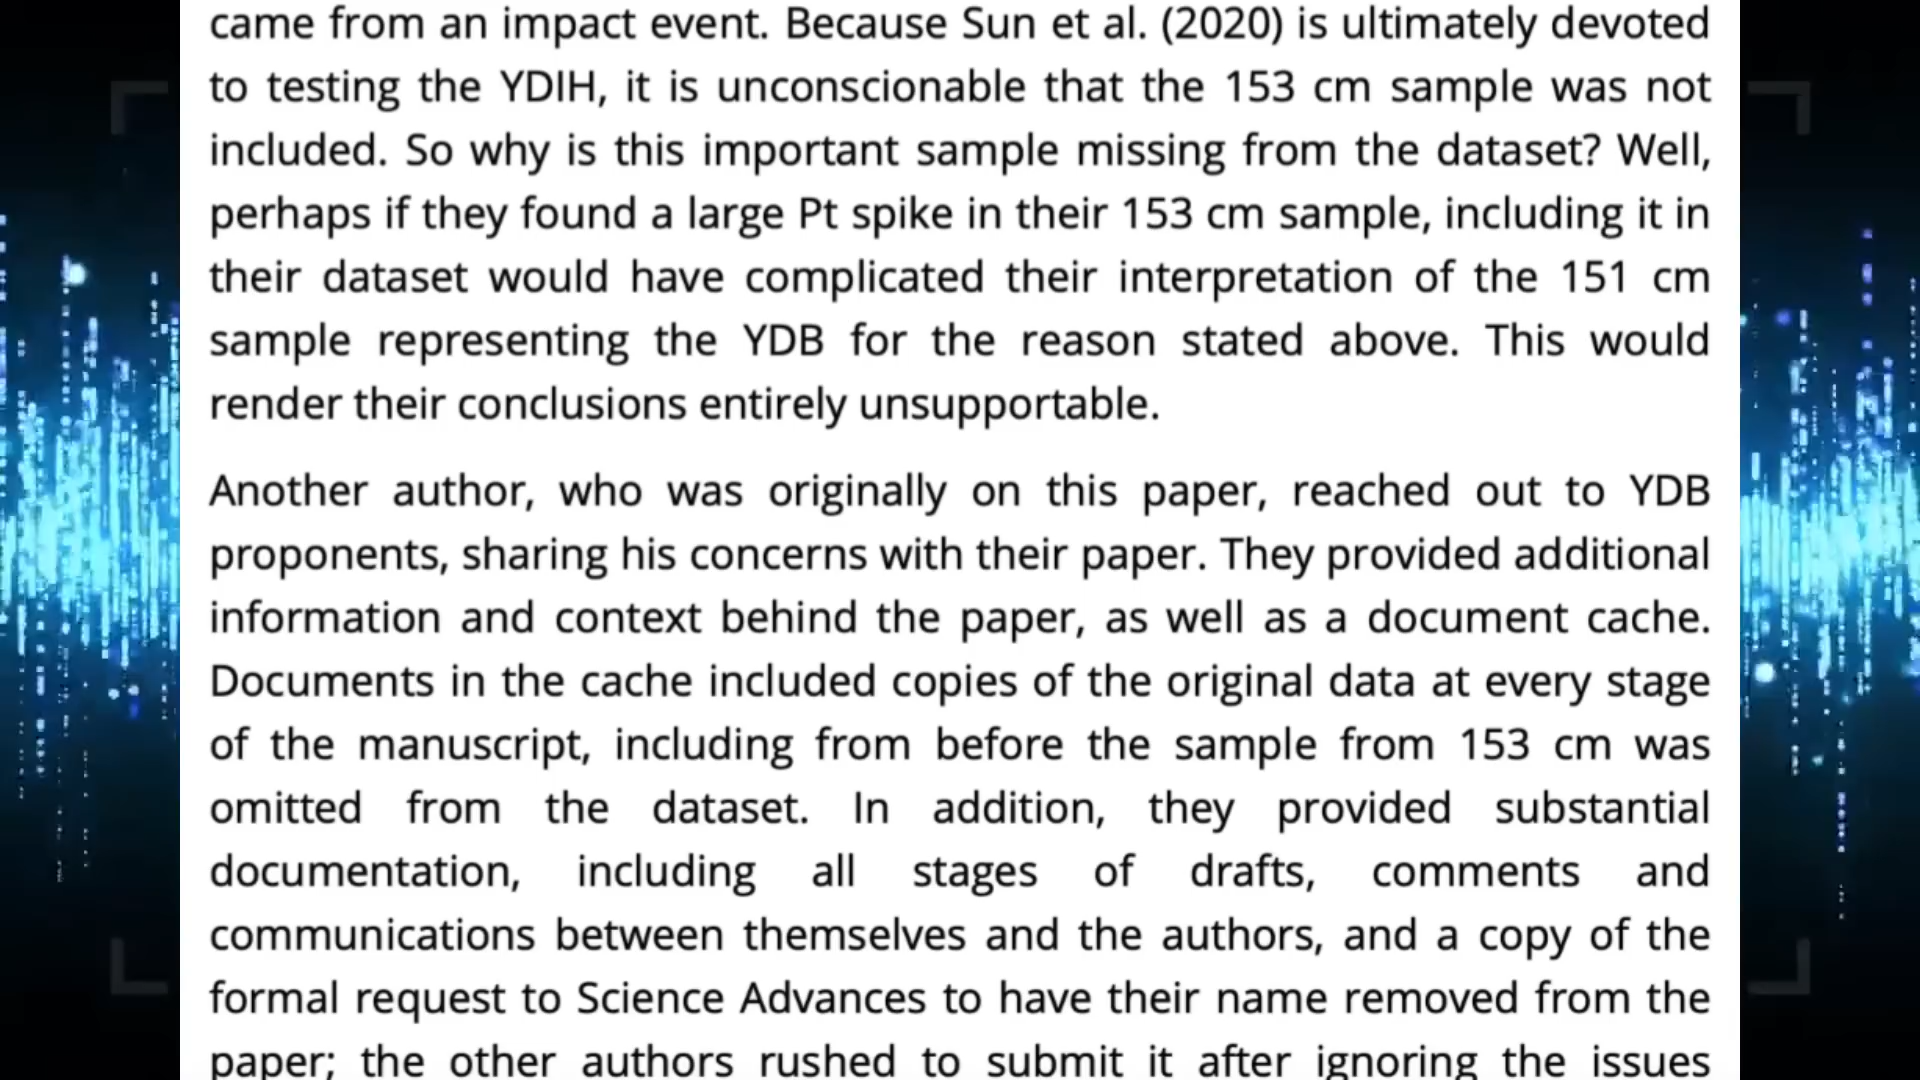 came from an impact event. Because Sun et al. (2020) is ultimately devoted
to testing the YDIH, it is unconscionable that the 153 cm sample was not
included. So why is this important sample missing from the dataset? Well,
perhaps if they found a large Pt spike in their 153 cm sample, including it in
their dataset would have complicated their interpretation of the 151 cm
sample representing the YDB for the reason stated above. This would
render their conclusions entirely unsupportable.
Another author, who was originally on this paper, reached out to YDB
proponents, sharing his concerns with their paper. They provided additional
information and context behind the paper, as well as a document cache.
Documents in the cache included copies of the original data at every stage
of the manuscript, including from before the sample from 153 cm was
omitted from the dataset. In addition, they provided substantial
documentation, including all stages of drafts, comments and
communications between themselves and the authors, and a copy of the
formal request to Science Advances to have their name removed from the
paper; the other authors rushed to submit it after ignoring the issues